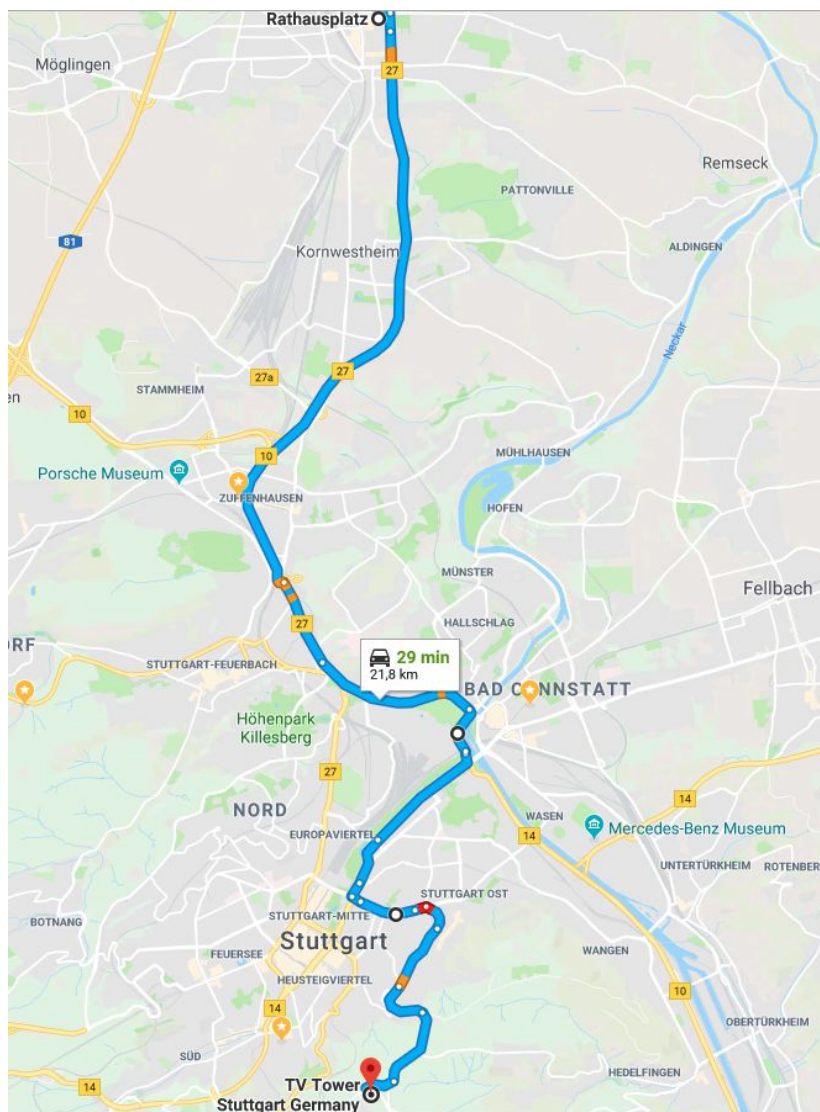 Rathausplatz
Möglingen
27
Remseck
PATTONVILLE
81
ALDINGEN
Kornwestheim
Neckar
27
27a
STAMMHEIM
en
10
10
MÜHLHAUSEN
Porsche Museum
ZUFFENHAUSEN
HOFEN
MÜNSTER
Fellbach
HALLSCHLAG
27
ORF
29 min
21,8 km
STUTTGART-FEUERBACH
BAD CANNSTATT
Höhenpark
Killesberg
27
14
NORD
WASEN
EUROPAVIERTEL
14
Mercedes-Benz Museum
UNTERTÜRKHEIM
ROTENBER
STUTTGART OST
BOTNANG
STUTTGART-MITTE
Stuttgart
FEUERSEE
WANGEN
HEUSTEIGVIERTEL
10
14
OBERTÜRKHEIM
SÜD
HEDELFINGEN
14
TV Tower
Stuttgart Germany